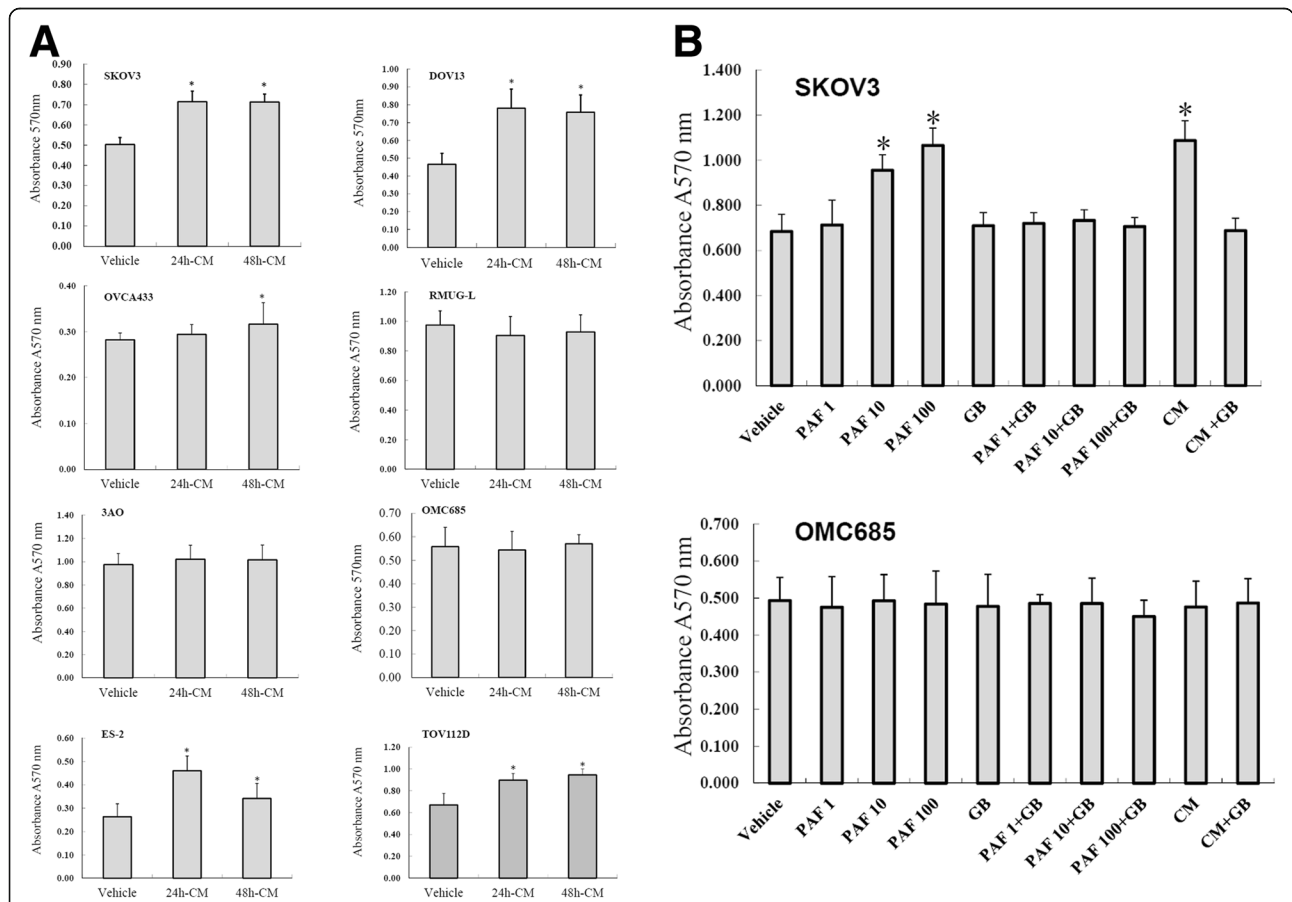 A
SKOV3
Absorbance 570nm
0.90
0.80
0.70
0.60
0.50
0.40
0.30
0.20
0.10
0.00
* *
Vehicle 24h-CM 48h-CM
DOV13
Absorbance 570nm
1.00
0.90
0.80
0.70
0.60
0.50
0.40
0.30
0.20
0.10
0.00
* *
Vehicle 24h-CM 48h-CM
OVCA433
Absorbance A570 nm
0.40
0.30
0.20
0.10
0.00
*
Vehicle 24h-CM 48h-CM
RMUG-L
Absorbance A570 nm
1.20
1.00
0.80
0.60
0.40
0.20
0.00
Vehicle 24h-CM 48h-CM
3AO
Absorbance A570 nm
1.40
1.20
1.00
0.80
0.60
0.40
0.20
0.00
Vehicle 24h-CM 48h-CM
OMC685
Absorbance 570nm
0.70
0.60
0.50
0.40
0.30
0.20
0.10
0.00
Vehicle 24h-CM 48h-CM
ES-2
Absorbance A570 nm
0.60
0.50
0.40
0.30
0.20
0.10
0.00
* *
Vehicle 24h-CM 48h-CM
TOV112D
Absorbance A570 nm
1.20
1.00
0.80
0.60
0.40
0.20
0.00
* *
Vehicle 24h-CM 48h-CM
B
SKOV3
Absorbance A570 nm
1.400
1.200
1.000
0.800
0.600
0.400
0.200
0.000
* * *
Vehicle PAF 1 PAF 10 PAF 100 GB PAF 1+GB PAF 10+GB PAF 100+GB CM CM +GB
OMC685
Absorbance A570 nm
0.700
0.600
0.500
0.400
0.300
0.200
0.100
0.000
Vehicle PAF 1 PAF 10 PAF 100 GB PAF 1+GB PAF 10+GB PAF 100+GB CM CM+GB